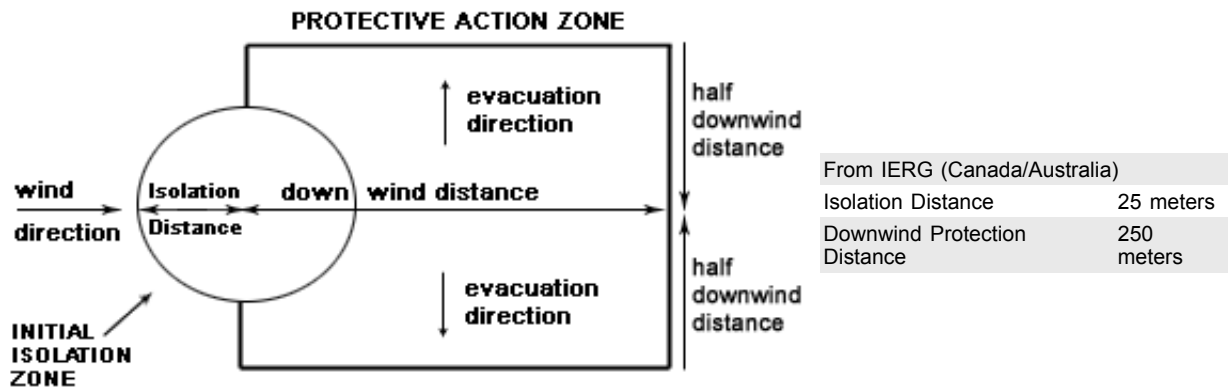 PROTECTIVE ACTION ZONE
evacuation
direction
half
downwind
distance
wind
direction
Isolation
Distance
down wind distance
evacuation
direction
half
downwind
distance
INITIAL
ISOLATION
ZONE
From IERG (Canada/Australia)
Isolation Distance 25 meters
Downwind Protection 250
Distance meters